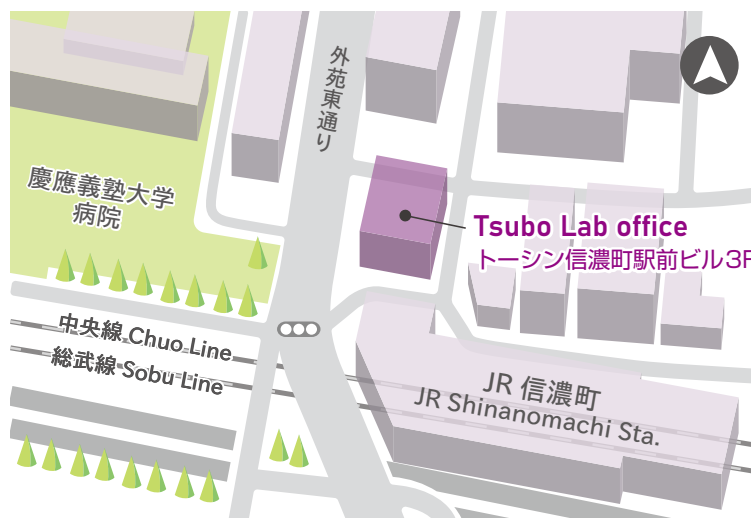 外苑東通り
慶應義塾大学
病院
Tsubo Lab office
トーシン信濃町駅前ビル3F
中央線 Chuo Line
総武線 Sobu Line
JR 信濃町
JR Shinanomachi Sta.